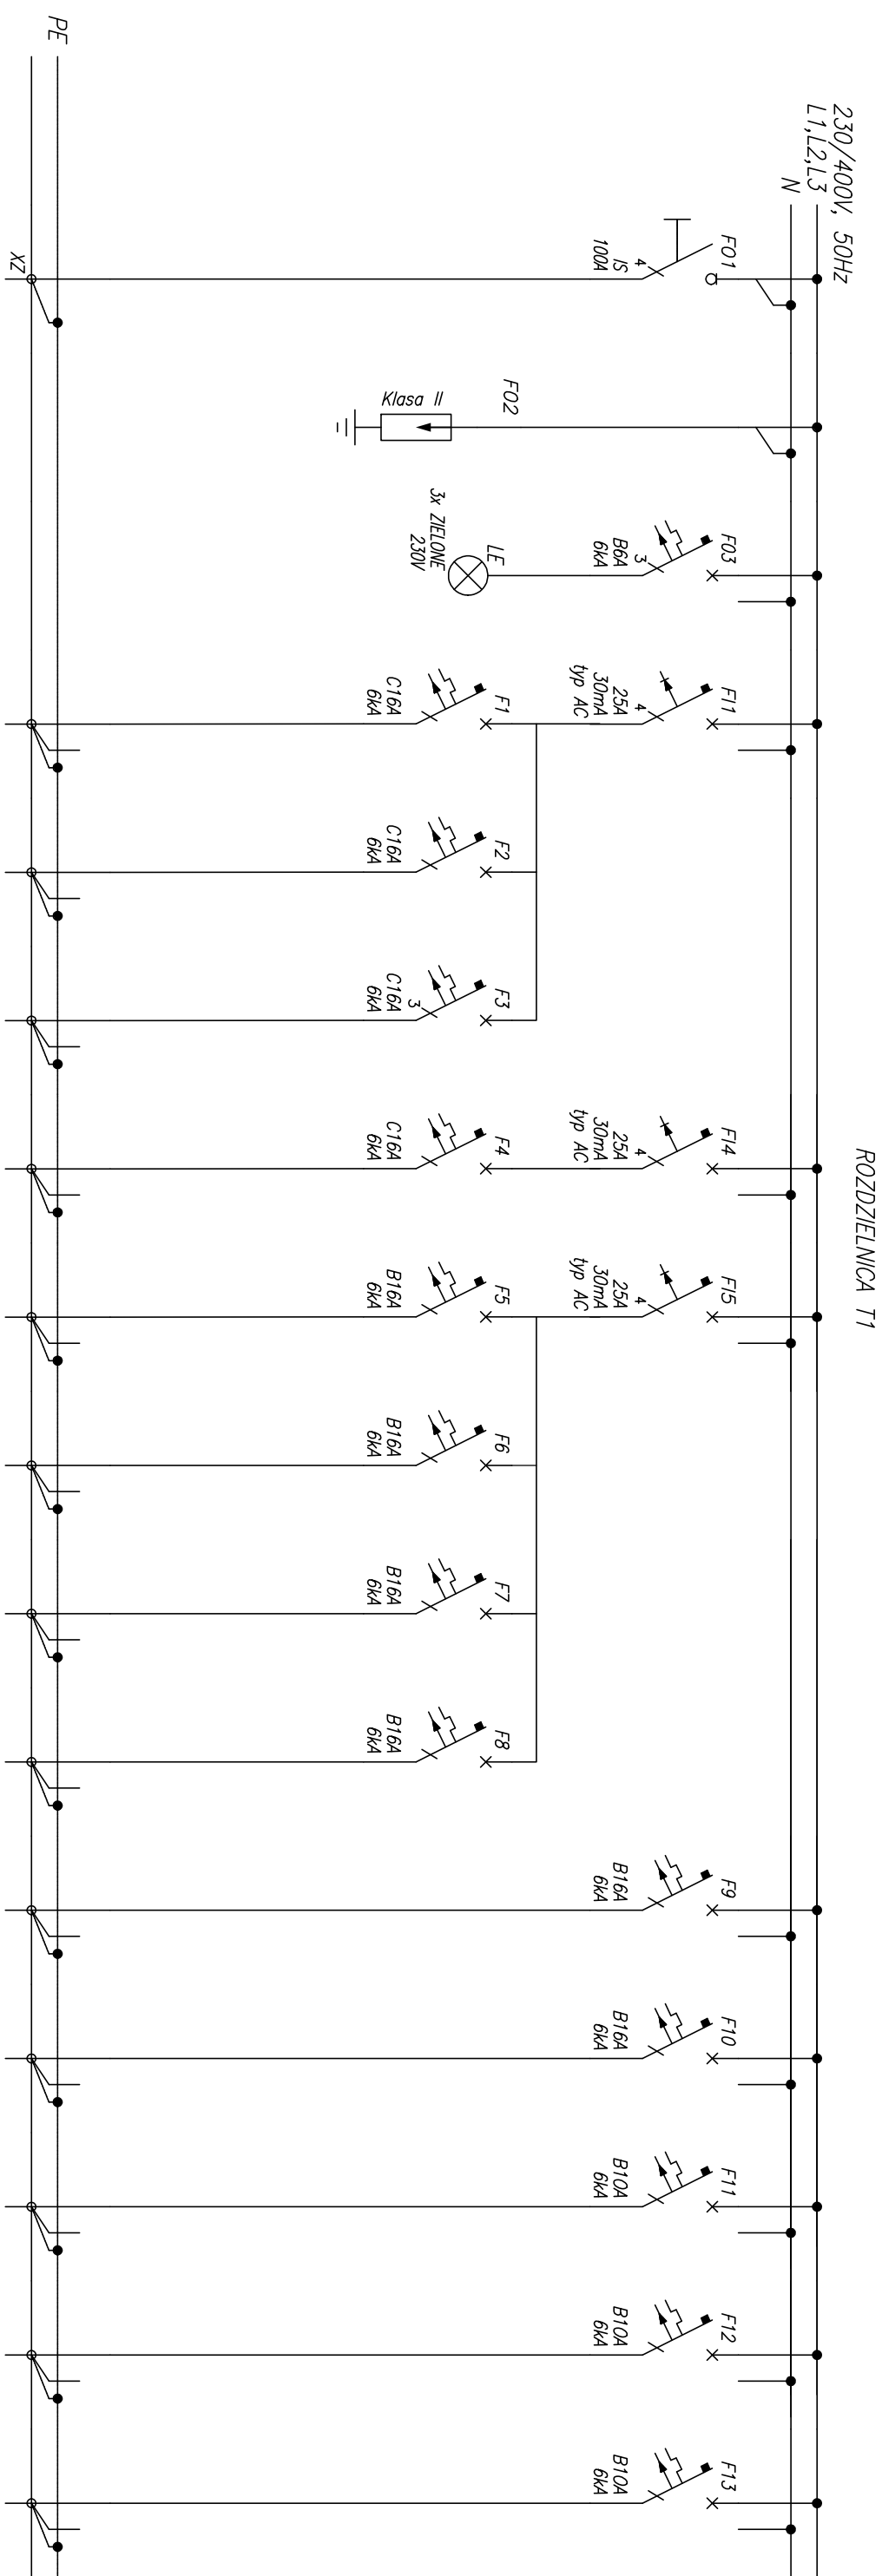 ROZDZIELNICA T1
230/400V, 50Hz
L1,L2,L3
N
F01
4
IS
100A
F02
Klasa II
F03
3
B6A
6kA
LE
3x ZIELONE
230V
FI1
4
25A
30mA
typ AC
F1
C16A
6kA
F2
C16A
6kA
F3
3
C16A
6kA
FI4
4
25A
30mA
typ AC
F4
C16A
6kA
FI5
4
25A
30mA
typ AC
F5
B16A
6kA
F6
B16A
6kA
F7
B16A
6kA
F8
B16A
6kA
F9
B16A
6kA
F10
B16A
6kA
F11
B10A
6kA
F12
B10A
6kA
F13
B10A
6kA
PE
XZ